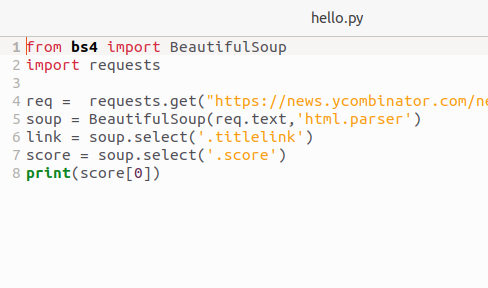 hello.py
1 from bs4 import BeautifulSoup
2 import requests
3
4 req =  requests.get("https://news.ycombinator.com/ne
5 soup = BeautifulSoup(req.text,'html.parser')
6 link = soup.select('.titlelink')
7 score = soup.select('.score')
8 print(score[0])